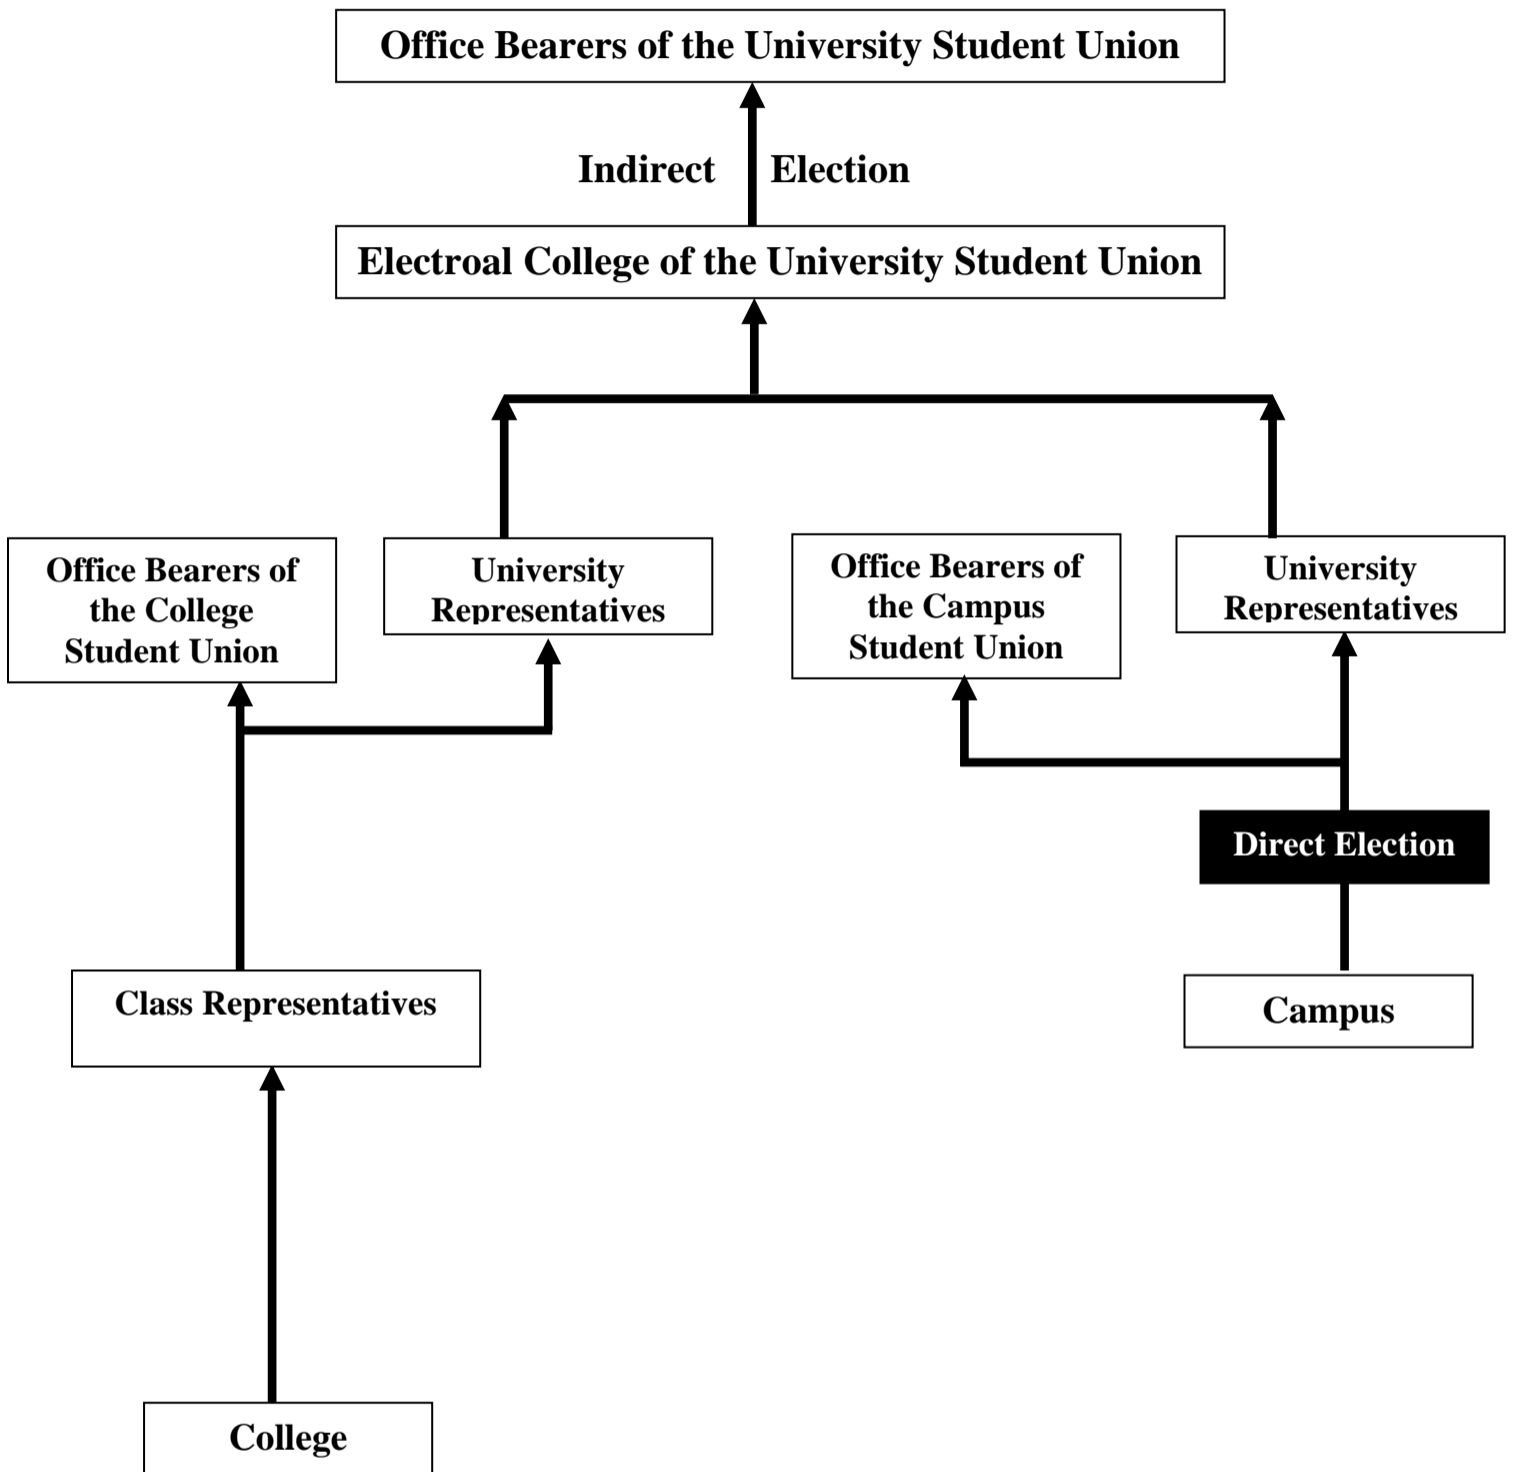 Office Bearers of the University Student Union
Indirect Election
Electroal College of the University Student Union
Office Bearers of
the College
Student Union
University
Representatives
Office Bearers of
the Campus
Student Union
University
Representatives
Direct Election
Class Representatives
Campus
College